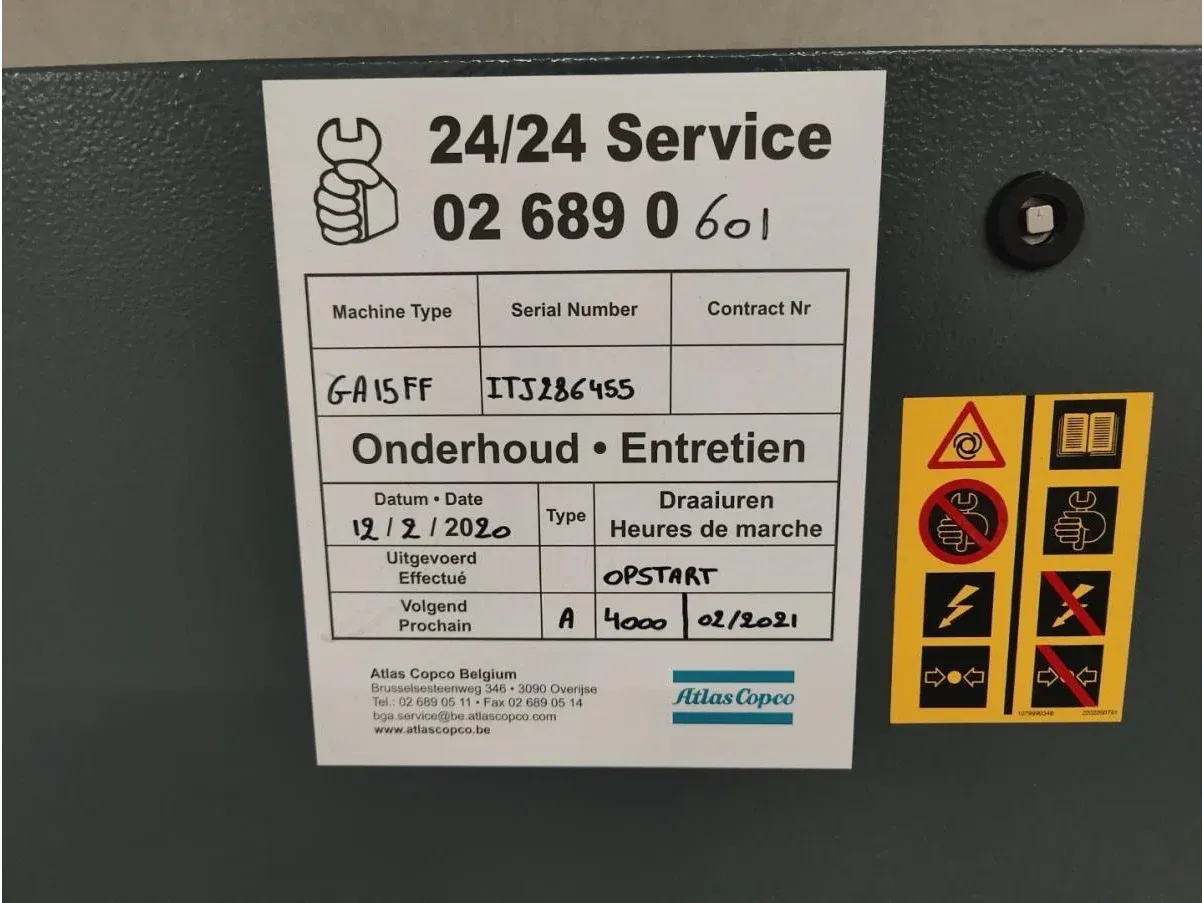 24/24 Service
02 689 0 601
Machine Type Serial Number Contract Nr
GA15FF ITJ286455
Onderhoud • Entretien
Datum • Date Type Draaiuren
12/2/2020 Heures de marche
Uitgevoerd
Effectué OPSTART
Volgend
Prochain A 4000 02/2021
Atlas Copco Belgium
Brusselsesteenweg 346 • 3090 Overijse
Tel.: 02 689 05 11 • Fax 02 689 05 14
bga.service@be.atlascopco.com
www.atlascopco.be
Atlas Copco